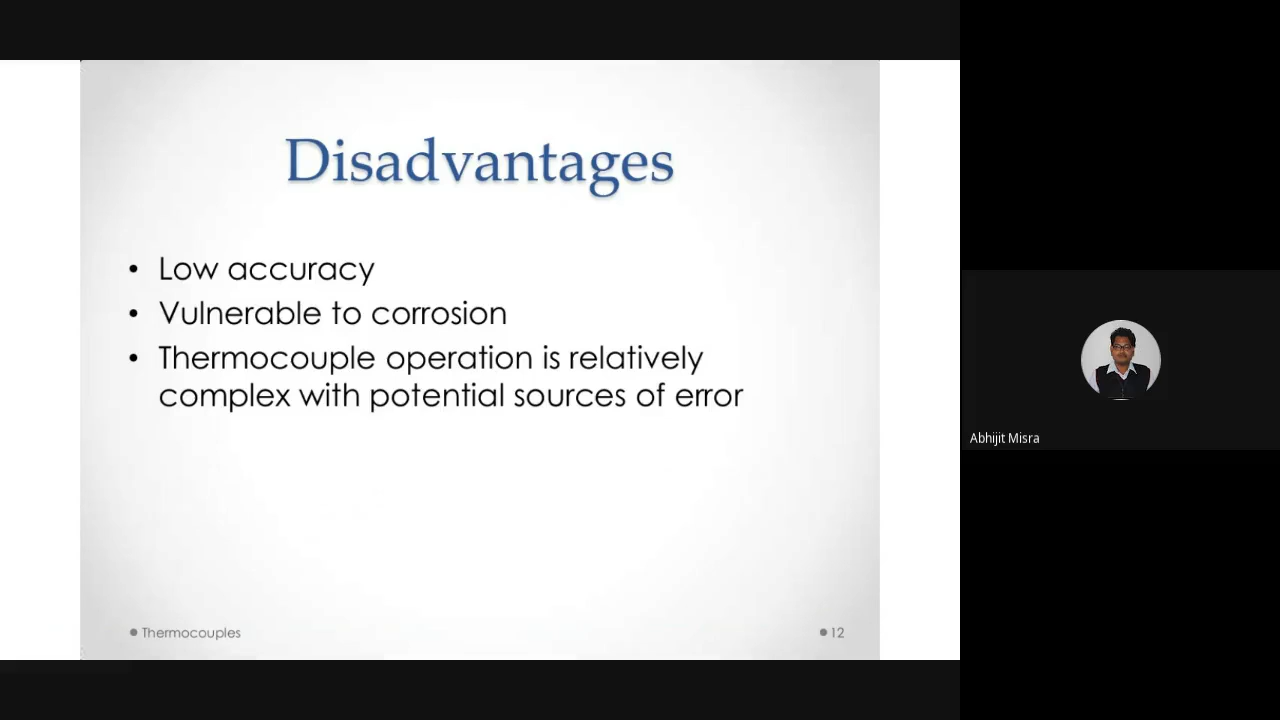 Disadvantages
• Low accuracy
• Vulnerable to corrosion
• Thermocouple operation is relatively
complex with potential sources of error
Thermocouples
12
Abhijit Misra